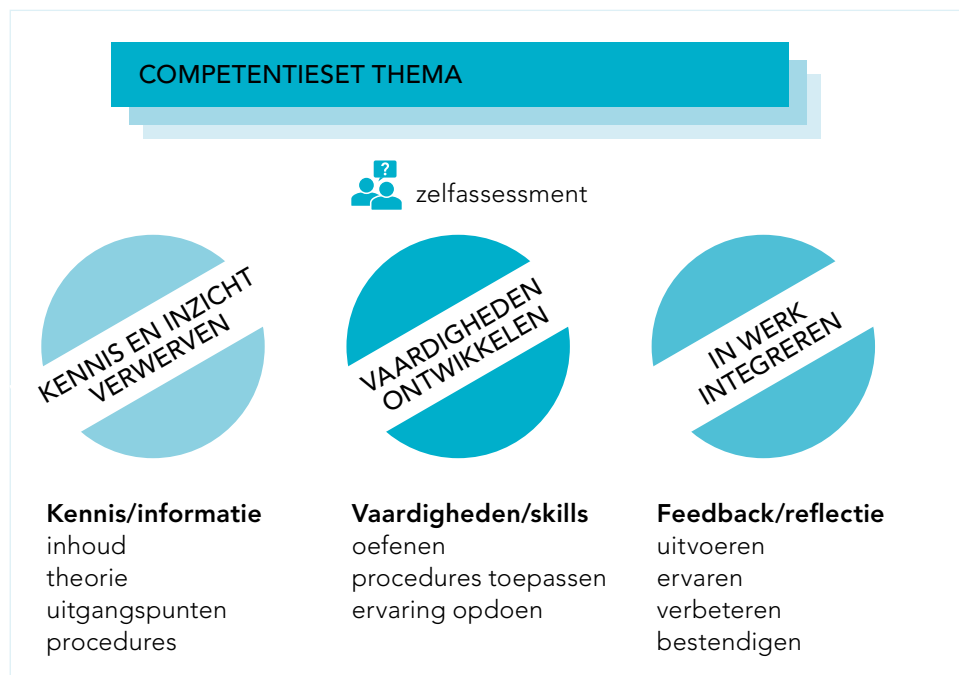 COMPETENTIESET THEMA
?
zelfassessment
KENNIS EN INZICHT
VERWERVEN
VAARDIGHEDEN
ONTWIKKELEN
IN WERK
INTEGREREN
Kennis/informatie
inhoud
theorie
uitgangspunten
procedures
Vaardigheden/skills
oefenen
procedures toepassen
ervaring opdoen
Feedback/reflectie
uitvoeren
ervaren
verbeteren
bestendigen